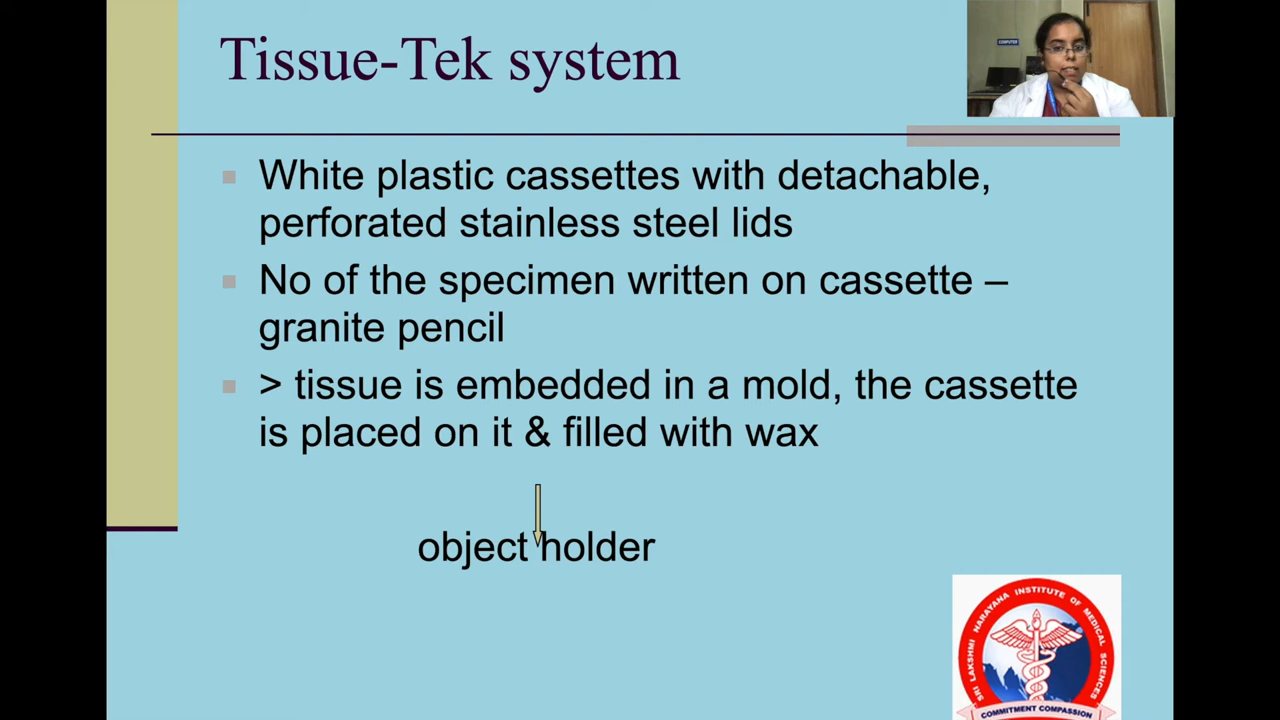 Tissue-Tek system
COMPUTER
White plastic cassettes with detachable,
perforated stainless steel lids
No of the specimen written on cassette –
granite pencil
> tissue is embedded in a mold, the cassette
is placed on it & filled with wax
object holder
SRI LAKSHMI NARAYANA INSTITUTE OF MEDICAL SCIENCES
COMMITMENT COMPASSION